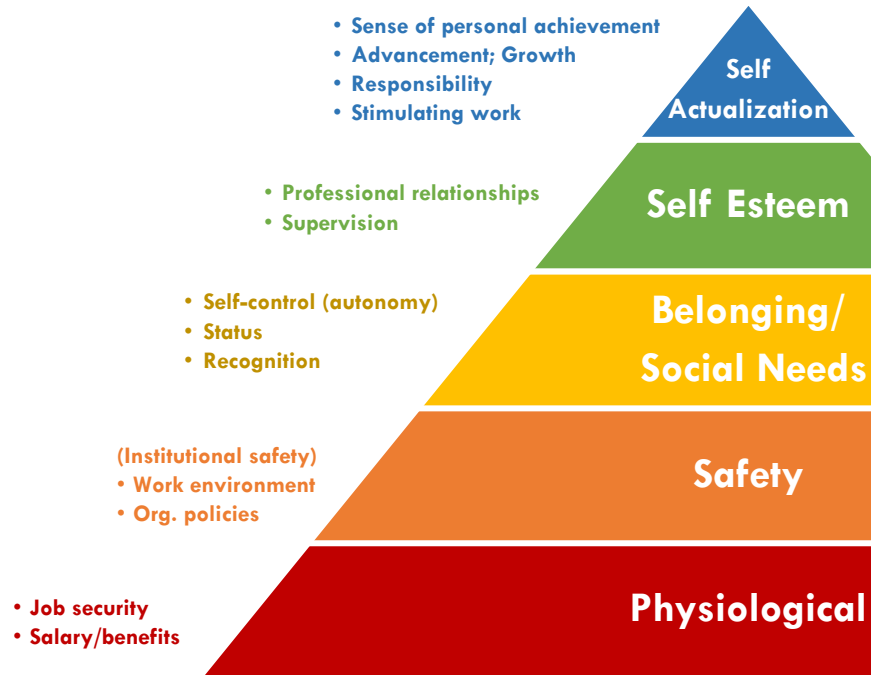 • Sense of personal achievement
• Advancement; Growth
• Responsibility
• Stimulating work
Self
Actualization
• Professional relationships
• Supervision
Self Esteem
• Self-control (autonomy)
• Status
• Recognition
Belonging/
Social Needs
(Institutional safety)
• Work environment
• Org. policies
Safety
• Job security
• Salary/benefits
Physiological